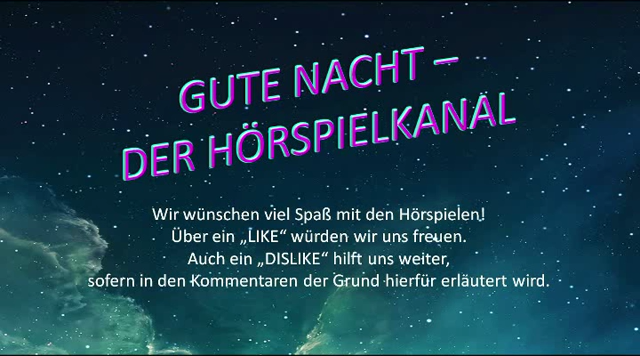 GUTE NACHT –
DER HÖRSPIELKANAL
Wir wünschen viel Spaß mit den Hörspielen!
Über ein „LIKE“ würden wir uns freuen.
Auch ein „DISLIKE“ hilft uns weiter,
sofern in den Kommentaren der Grund hierfür erläutert wird.